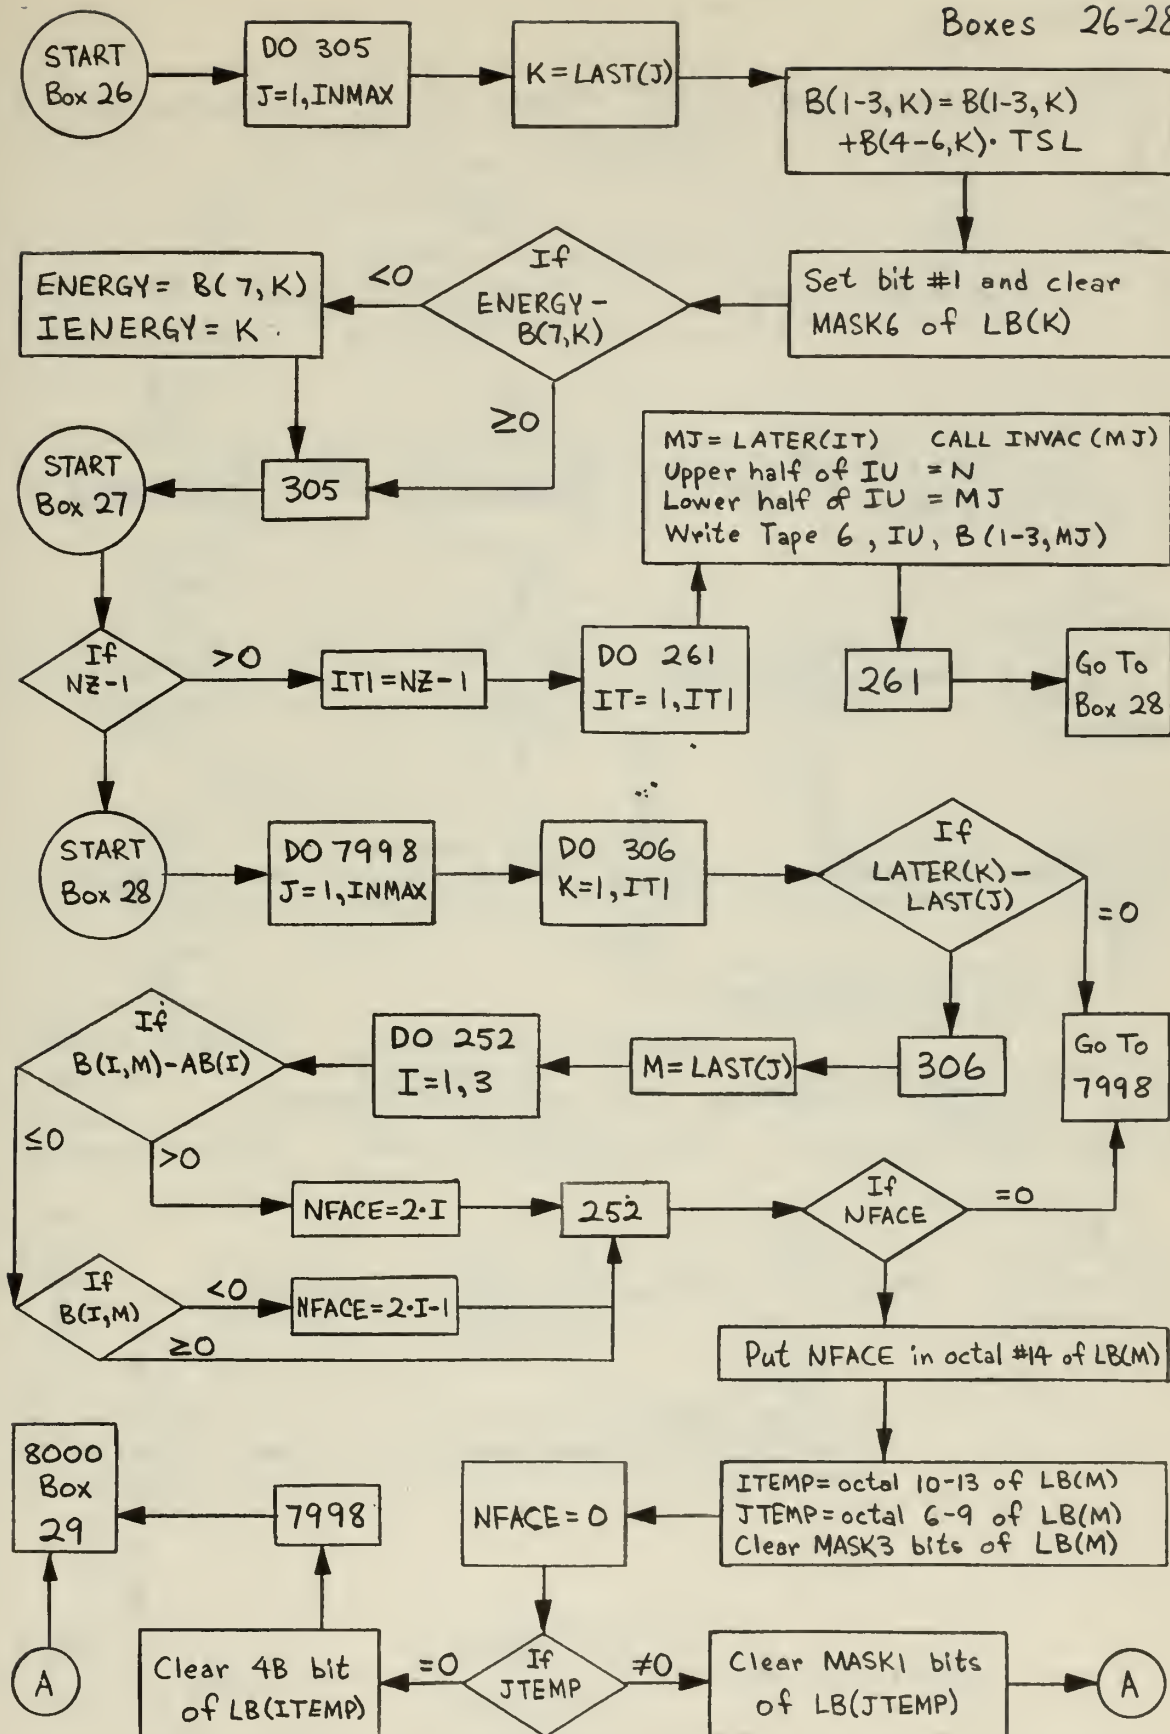 Boxes 26-28
START
Box 26
DO 305
J=1,INMAX
K=LAST(J)
B(1-3,K)=B(1-3,K)
+B(4-6,K)·TSL
Set bit #1 and clear
MASK6 of LB(K)
If
ENERGY-
B(7,K)
<0
≥0
ENERGY= B(7,K)
IENERGY=K
305
START
Box 27
If
NZ-1
>0
IT1=NZ-1
DO 261
IT=1,IT1
MJ=LATER(IT) CALL INVAC(MJ)
Upper half of IU =N
Lower half of IU =MJ
Write Tape 6, IU, B(1-3,MJ)
261
Go To
Box 28
START
Box 28
DO 7998
J=1,INMAX
DO 306
K=1,IT1
If
LATER(K)-
LAST(J)
=0
306
Go To
7998
M=LAST(J)
DO 252
I=1,3
If
B(I,M)-AB(I)
≤0
>0
NFACE=2·I
252
If
NFACE
=0
If
B(I,M)
<0
≥0
NFACE=2·I-1
Put NFACE in octal #14 of LB(M)
ITEMP=octal 10-13 of LB(M)
JTEMP=octal 6-9 of LB(M)
Clear MASK3 bits of LB(M)
NFACE=0
If
JTEMP
=0
≠0
Clear 4B bit
of LB(ITEMP)
7998
8000
Box
29
A
Clear MASK1 bits
of LB(JTEMP)
A